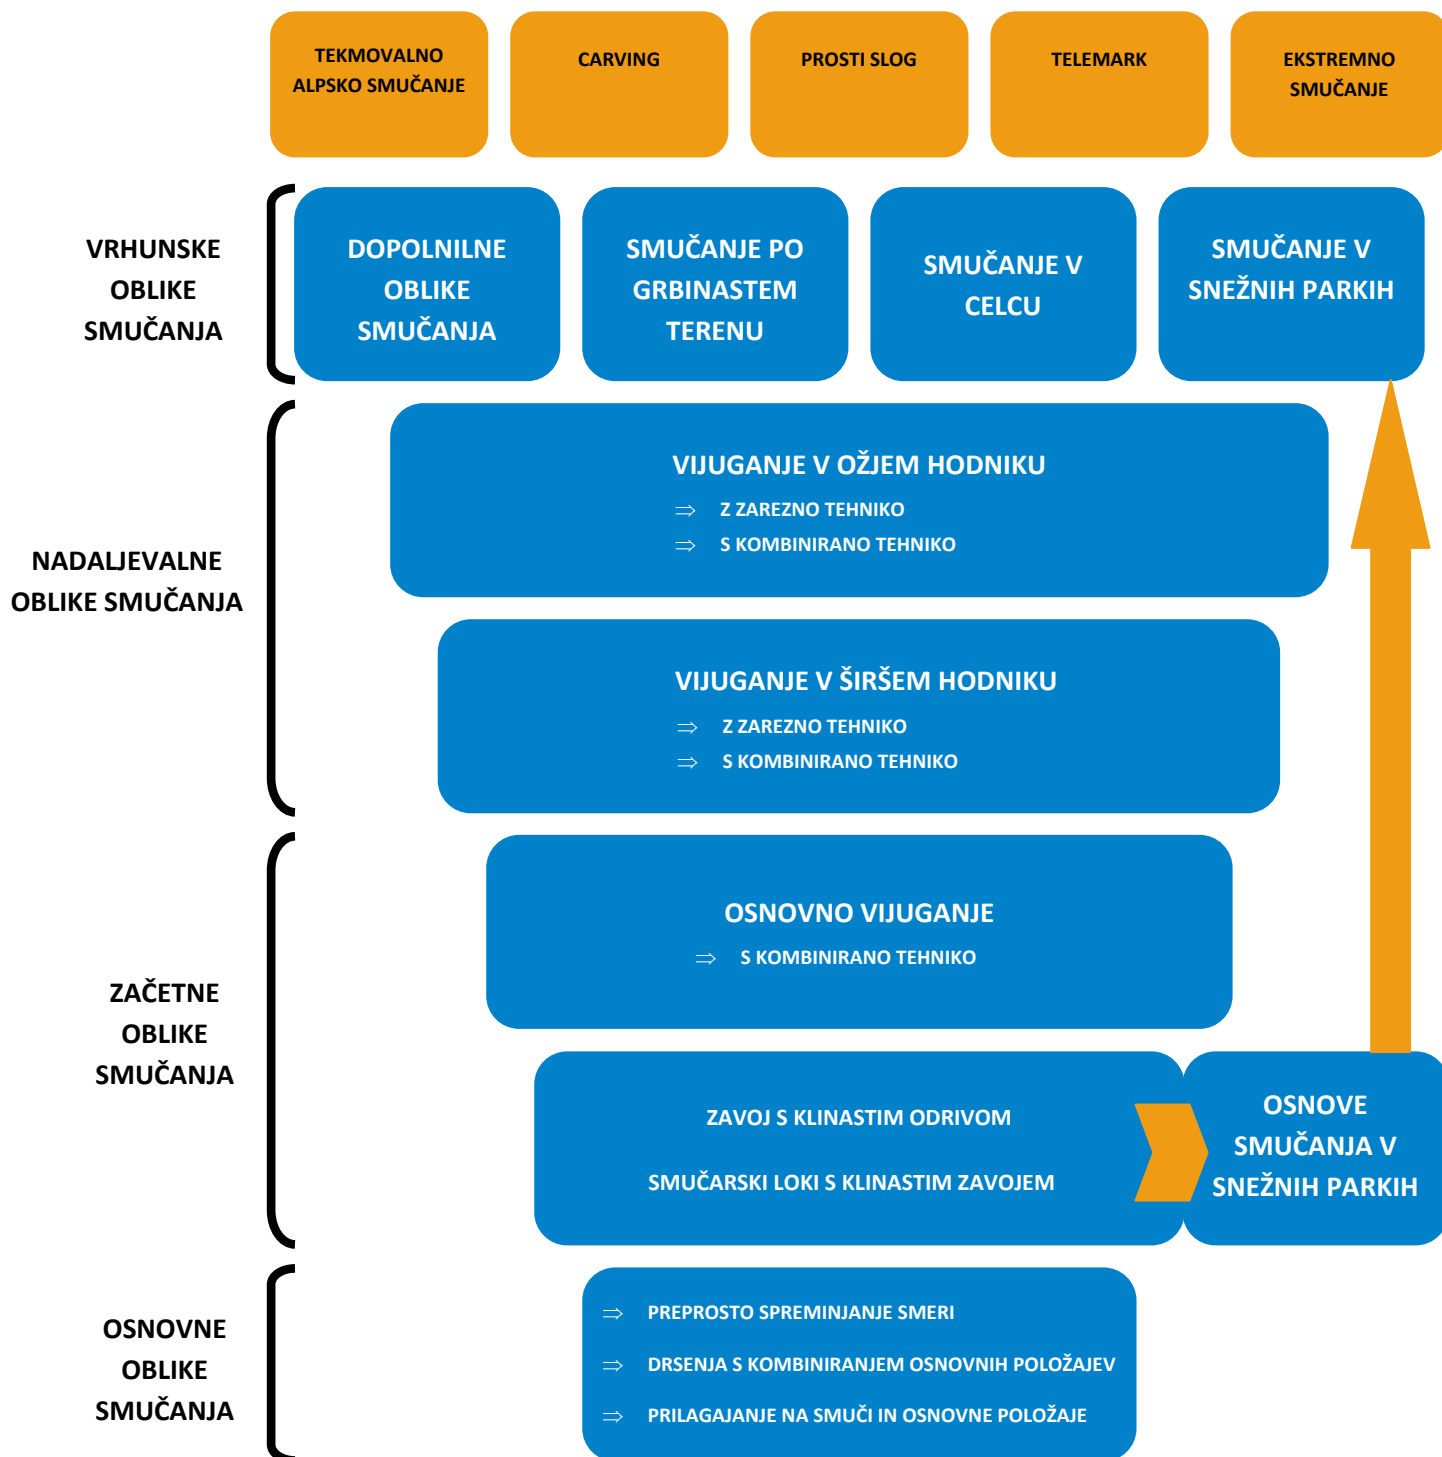 TEKMOVALNO
ALPSKO SMUČANJE
CARVING
PROSTI SLOG
TELEMARK
EKSTREMNO
SMUČANJE
VRHUNSKE
OBLIKE
SMUČANJA
DOPOLNILNE
OBLIKE
SMUČANJA
SMUČANJE PO
GRBINASTEM
TERENU
SMUČANJE V
CELCU
SMUČANJE V
SNEŽNIH PARKIH
NADALJEVALNE
OBLIKE SMUČANJA
VIJUGANJE V OŽJEM HODNIKU
⇒ Z ZAREZNO TEHNIKO
⇒ S KOMBINIRANO TEHNIKO
VIJUGANJE V ŠIRŠEM HODNIKU
⇒ Z ZAREZNO TEHNIKO
⇒ S KOMBINIRANO TEHNIKO
ZAČETNE
OBLIKE
SMUČANJA
OSNOVNO VIJUGANJE
⇒ S KOMBINIRANO TEHNIKO
ZAVOJ S KLINASTIM ODRIVOM
SMUČARSKI LOKI S KLINASTIM ZAVOJEM
OSNOVE
SMUČANJA V
SNEŽNIH PARKIH
OSNOVNE
OBLIKE
SMUČANJA
⇒ PREPROSTO SPREMINJANJE SMERI
⇒ DRSENJA S KOMBINIRANJEM OSNOVNIH POLOŽAJEV
⇒ PRILAGAJANJE NA SMUČI IN OSNOVNE POLOŽAJE